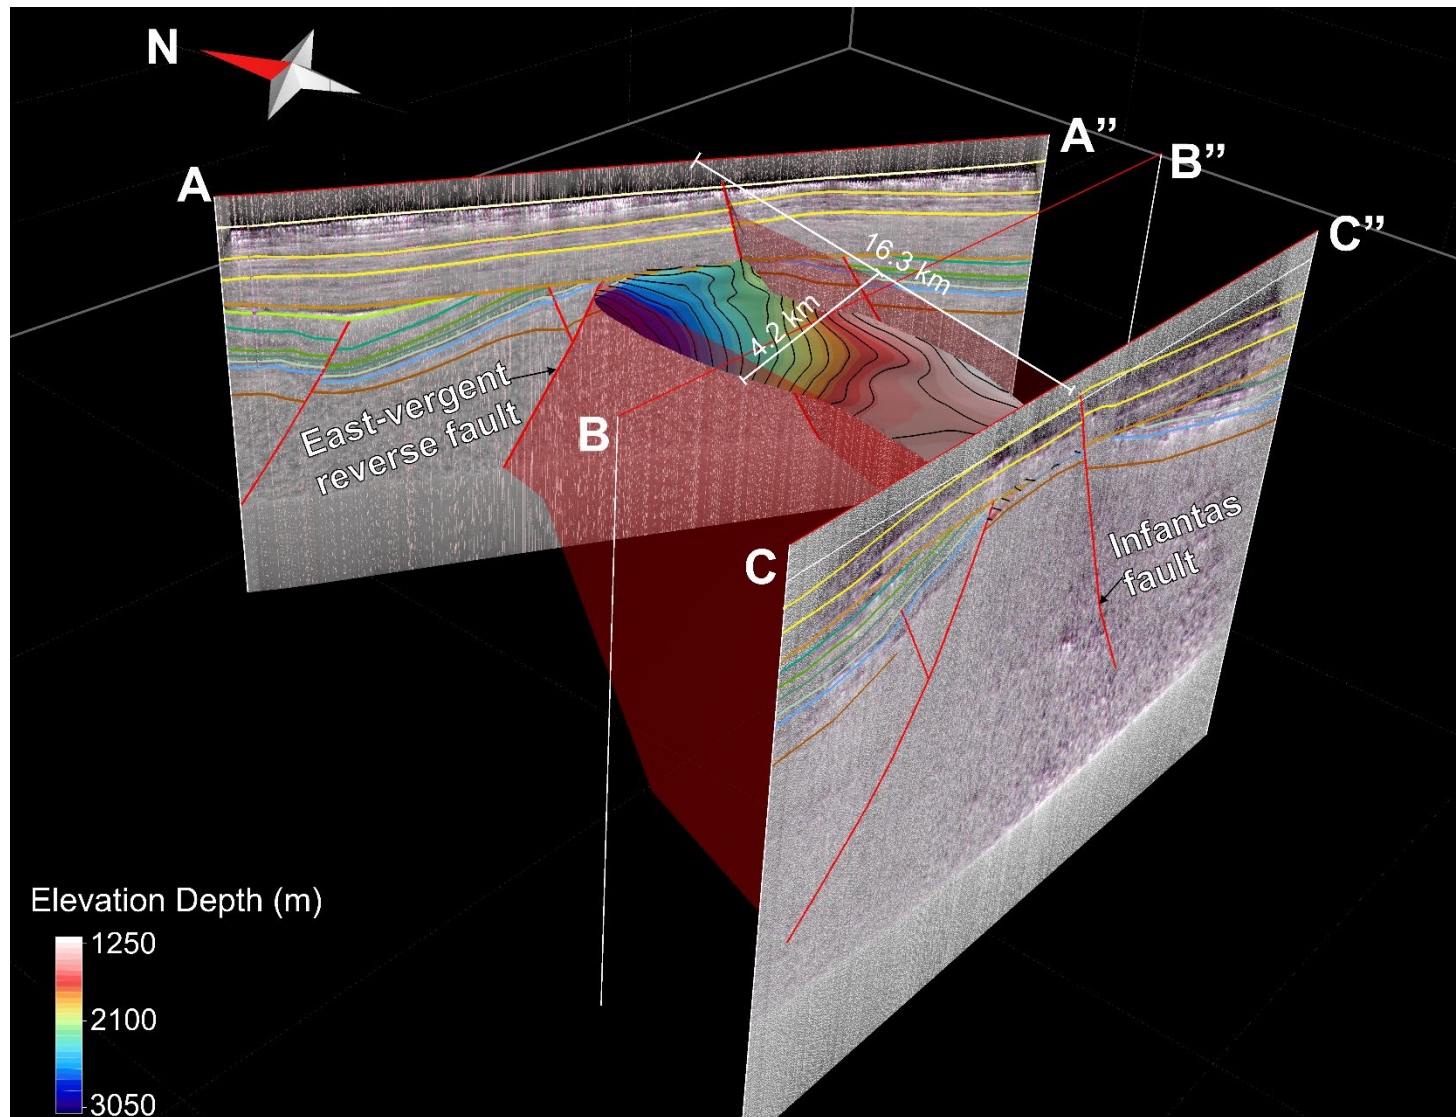 N
A
A”
B”
C”
16.3 km
4.2 km
East-vergent
reverse fault
B
C
Infantas
fault
Elevation Depth (m)
1250
2100
3050